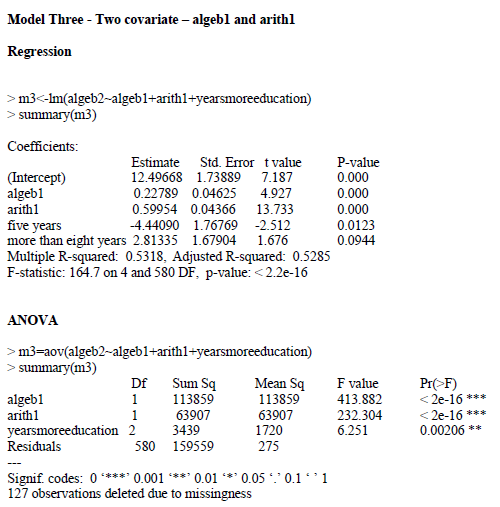 Model Three - Two covariate – algeb1 and arith1
Regression
> m3<-lm(algeb2~algeb1+arith1+yearsmoreeducation)
> summary(m3)
Coefficients:
Estimate Std. Error t value P-value
(Intercept) 12.49668 1.73889 7.187 0.000
algeb1 0.22789 0.04625 4.927 0.000
arith1 0.59954 0.04366 13.733 0.000
five years -4.44090 1.76769 -2.512 0.0123
more than eight years 2.81335 1.67904 1.676 0.0944
Multiple R-squared: 0.5318, Adjusted R-squared: 0.5285
F-statistic: 164.7 on 4 and 580 DF, p-value: < 2.2e-16
ANOVA
> m3=aov(algeb2~algeb1+arith1+yearsmoreeducation)
> summary(m3)
Df Sum Sq Mean Sq F value Pr(>F)
algeb1 1 113859 113859 413.882 < 2e-16 ***
arith1 1 63907 63907 232.304 < 2e-16 ***
yearsmoreeducation 2 3439 1720 6.251 0.00206 **
Residuals 580 159559 275
---
Signif. codes: 0 ‘***’ 0.001 ‘**’ 0.01 ‘*’ 0.05 ‘.’ 0.1 ‘ ’ 1
127 observations deleted due to missingness